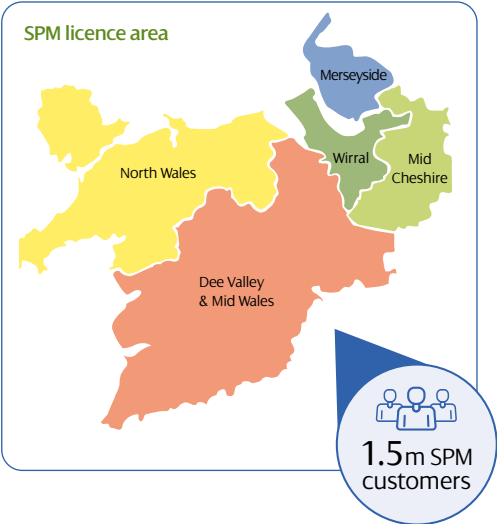 SPM licence area
Merseyside
Wirral
Mid
Cheshire
North Wales
Dee Valley
& Mid Wales
1.5m SPM
customers